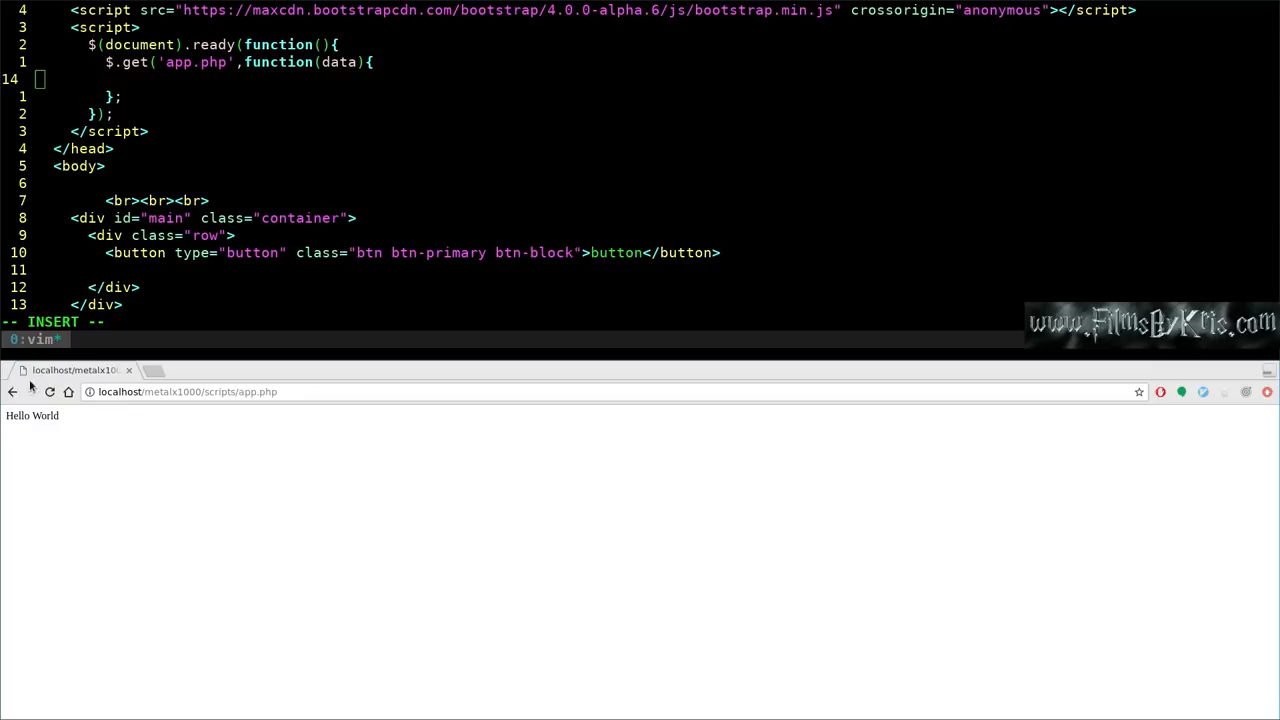 4     <script src="https://maxcdn.bootstrapcdn.com/bootstrap/4.0.0-alpha.6/js/bootstrap.min.js" crossorigin="anonymous"></script>
3     <script>
2       $(document).ready(function(){
1         $.get('app.php',function(data){
14
1         };
2       });
3     </script>
4   </head>
5   <body>
6
7         <br><br><br>
8     <div id="main" class="container">
9       <div class="row">
10         <button type="button" class="btn btn-primary btn-block">button</button>
11
12       </div>
13     </div>
-- INSERT --
www.FilmsByKris.com
0:vim*
localhost/metalx100
localhost/metalx1000/scripts/app.php
Hello World